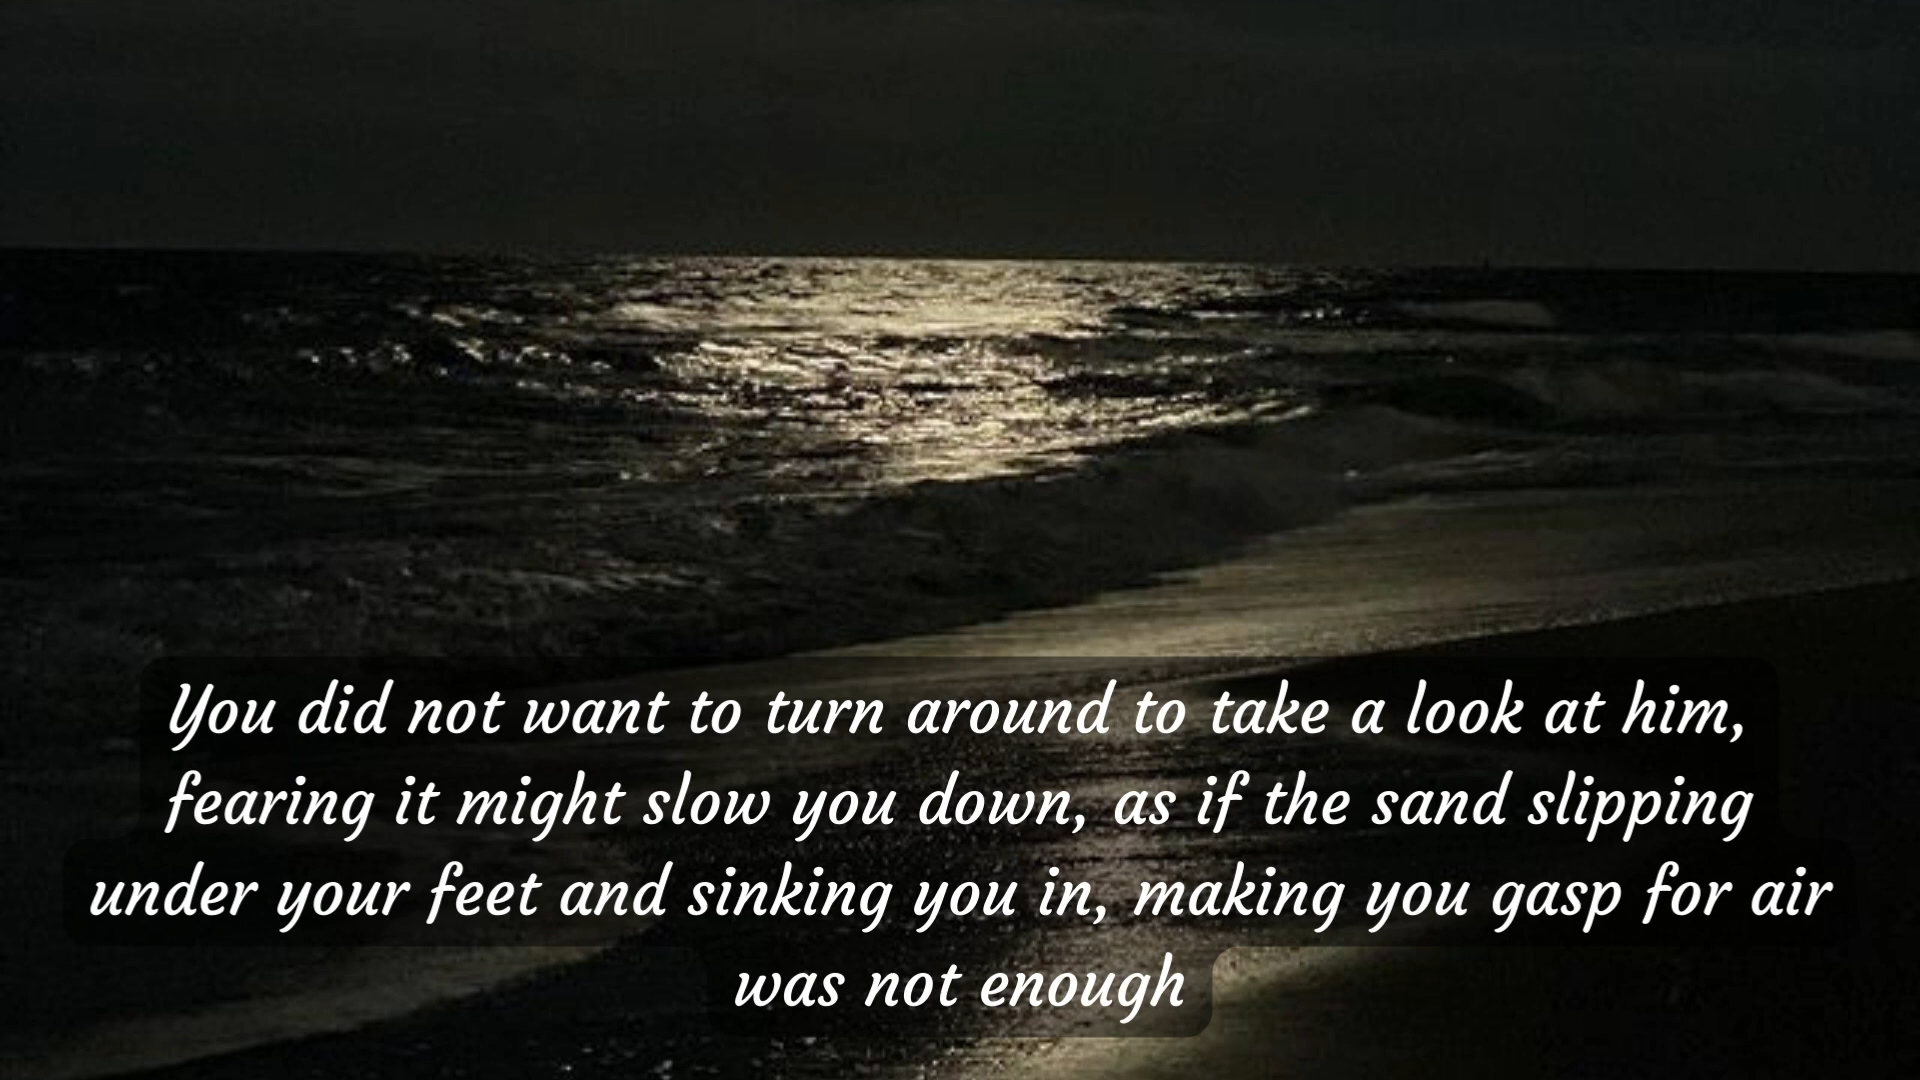 You did not want to turn around to take a look at him,
fearing it might slow you down, as if the sand slipping
under your feet and sinking you in, making you gasp for air
was not enough